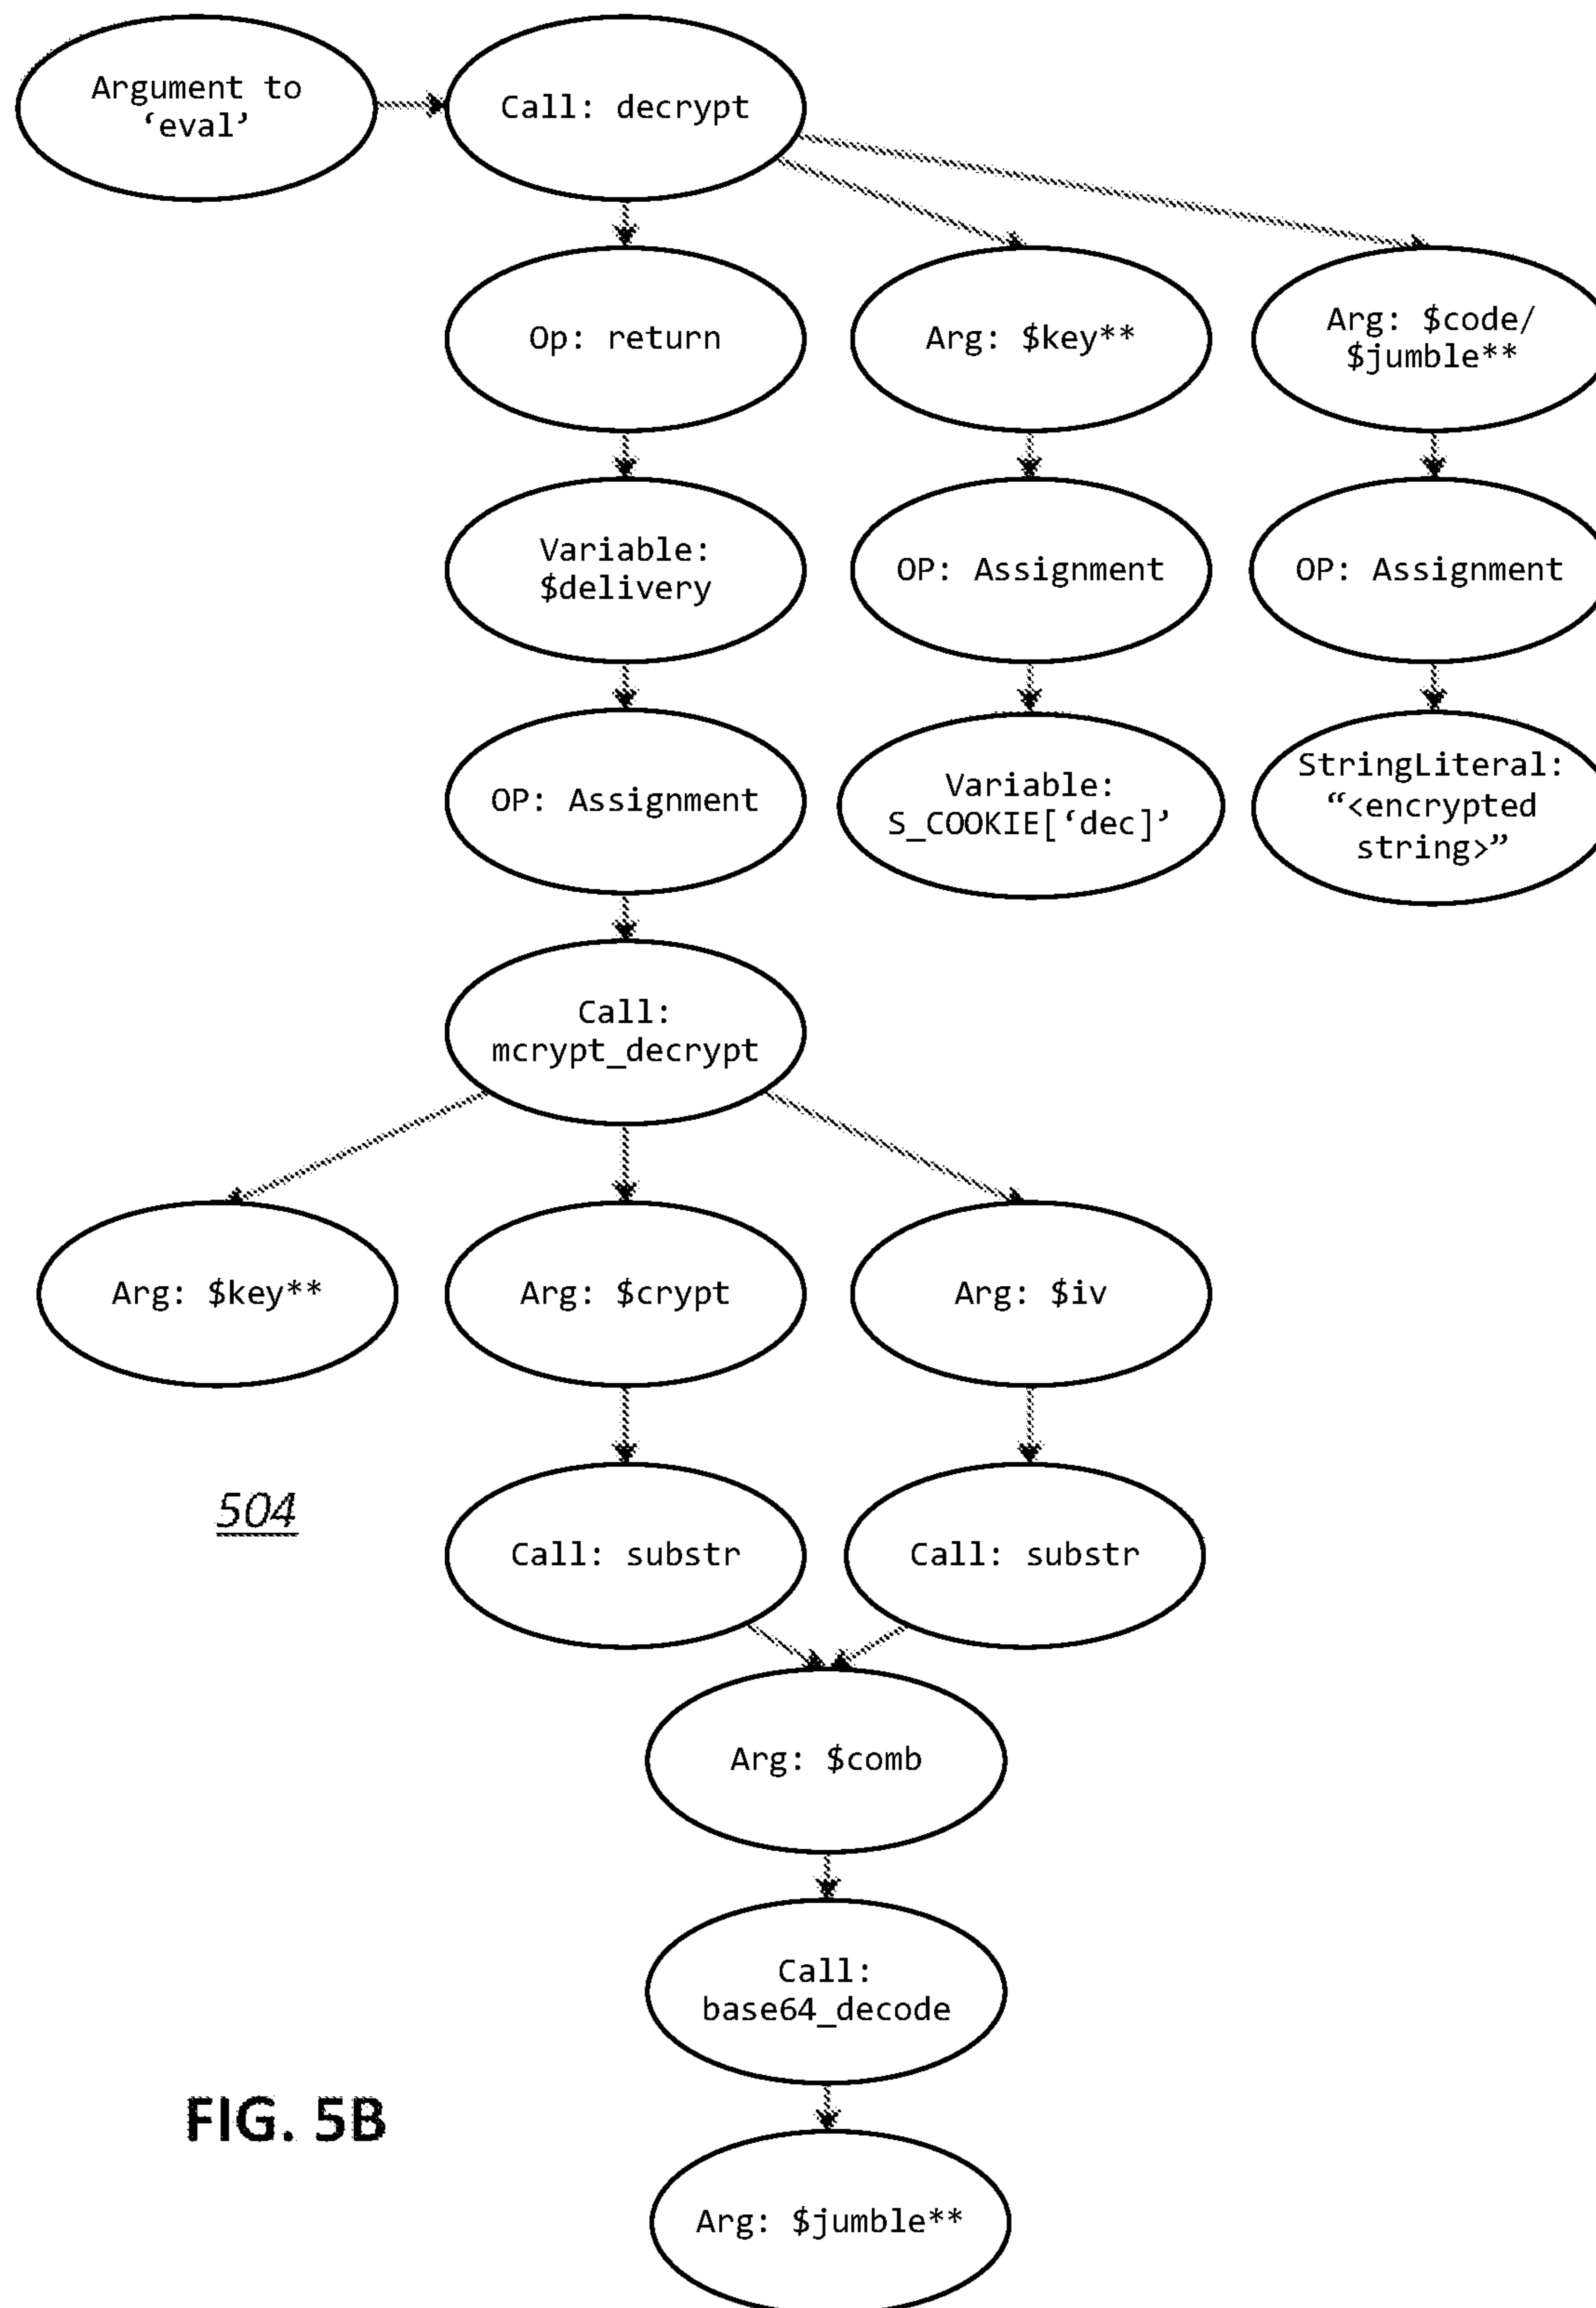 Argument to
‘eval’
Call: decrypt
Op: return
Arg: $key**
Arg: $code/
$jumble**
Variable:
$delivery
OP: Assignment
OP: Assignment
OP: Assignment
Variable:
S_COOKIE[‘dec]’
StringLiteral:
“<encrypted
string>”
Call:
mcrypt_decrypt
Arg: $key**
Arg: $crypt
Arg: $iv
504
Call: substr
Call: substr
Arg: $comb
Call:
base64_decode
FIG. 5B
Arg: $jumble**